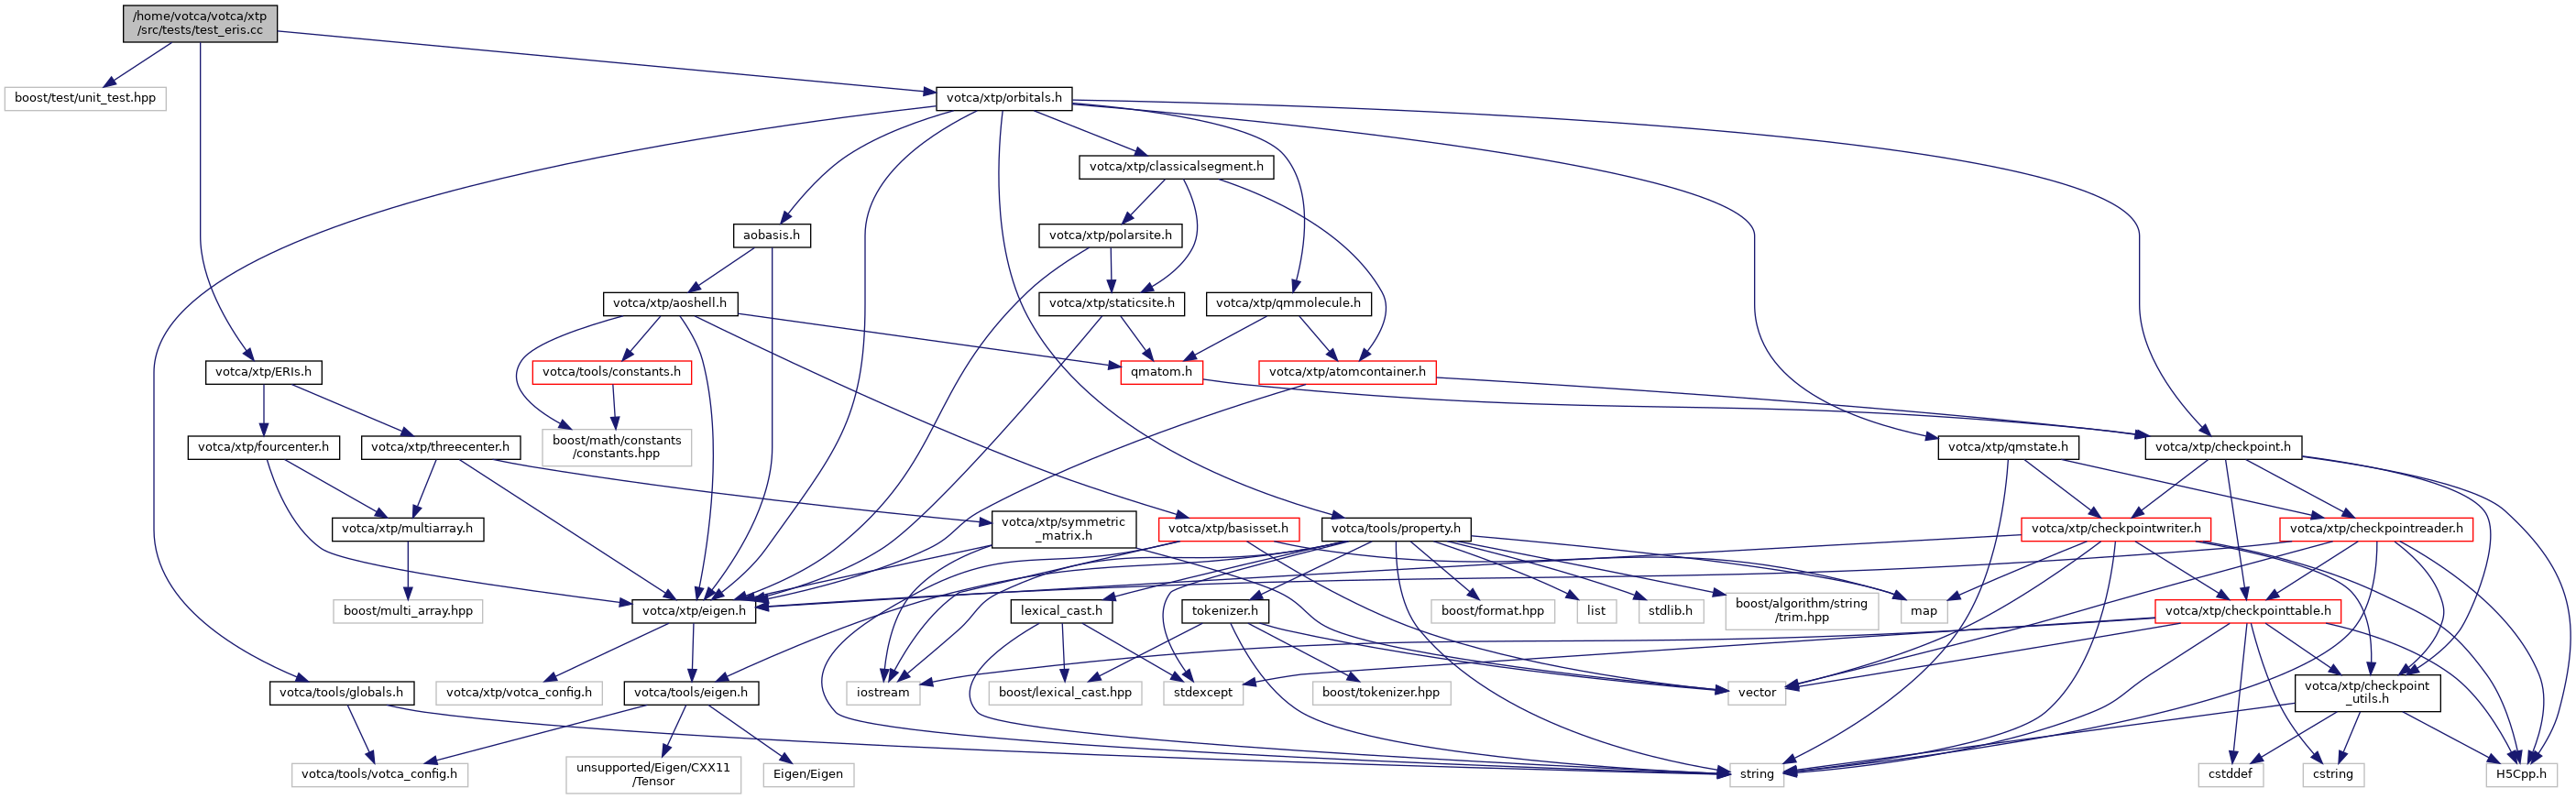 /home/votca/votca/xtp
/src/tests/test_eris.cc
boost/test/unit_test.hpp
votca/xtp/orbitals.h
votca/xtp/classicalsegment.h
aobasis.h
votca/xtp/polarsite.h
votca/xtp/aoshell.h
votca/xtp/staticsite.h
votca/xtp/qmmolecule.h
votca/xtp/ERIs.h
votca/tools/constants.h
qmatom.h
votca/xtp/atomcontainer.h
votca/xtp/fourcenter.h
votca/xtp/threecenter.h
boost/math/constants
/constants.hpp
votca/xtp/qmstate.h
votca/xtp/checkpoint.h
votca/xtp/multiarray.h
votca/xtp/symmetric
_matrix.h
votca/xtp/basisset.h
votca/tools/property.h
votca/xtp/checkpointwriter.h
votca/xtp/checkpointreader.h
boost/multi_array.hpp
votca/xtp/eigen.h
lexical_cast.h
tokenizer.h
boost/format.hpp
list
stdlib.h
boost/algorithm/string
/trim.hpp
map
votca/xtp/checkpointtable.h
votca/tools/globals.h
votca/xtp/votca_config.h
votca/tools/eigen.h
iostream
boost/lexical_cast.hpp
stdexcept
boost/tokenizer.hpp
vector
votca/xtp/checkpoint
_utils.h
votca/tools/votca_config.h
unsupported/Eigen/CXX11
/Tensor
Eigen/Eigen
string
cstddef
cstring
H5Cpp.h